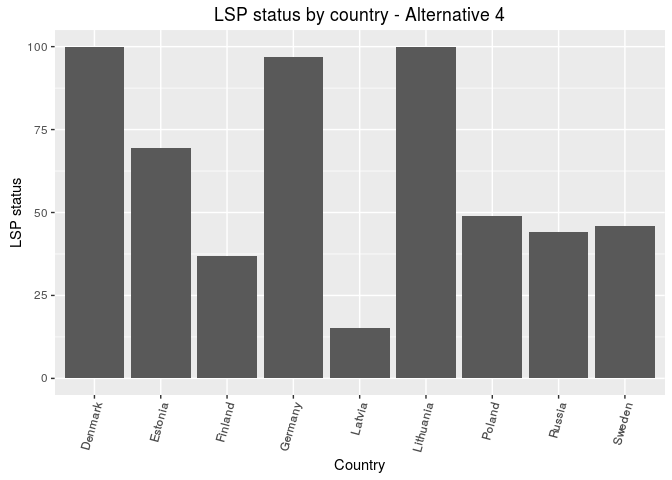 LSP status by country - Alternative 4
LSP status
100
75
50
25
0
Denmark
Estonia
Finland
Germany
Latvia
Lithuania
Poland
Russia
Sweden
Country